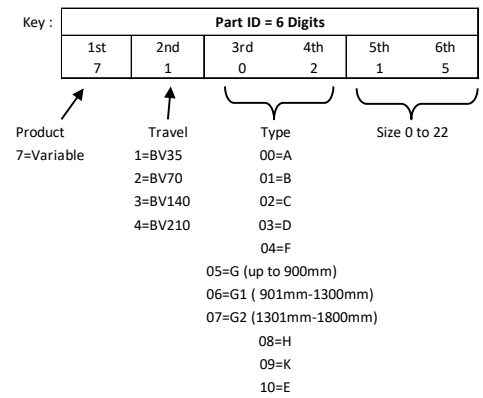 Key : Part ID = 6 Digits
1st 2nd 3rd 4th 5th 6th
7 1 0 2 1 5
Product Travel Type Size 0 to 22
7=Variable 1=BV35 00=A
2=BV70 01=B
3=BV140 02=C
4=BV210 03=D
04=F
05=G (up to 900mm)
06=G1 ( 901mm-1300mm)
07=G2 (1301mm-1800mm)
08=H
09=K
10=E